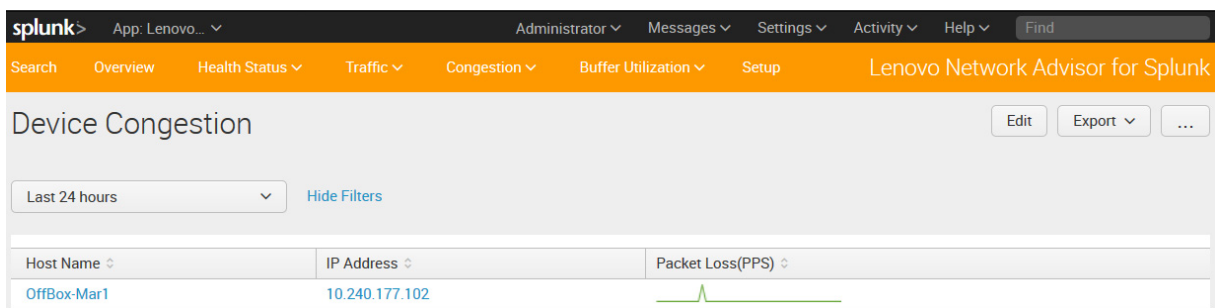 splunk> App: Lenovo... Administrator Messages Settings Activity Help Find
Search Overview Health Status Traffic Congestion Buffer Utilization Setup Lenovo Network Advisor for Splunk
Device Congestion Edit Export ...
Last 24 hours Hide Filters
Host Name IP Address Packet Loss(PPS)
OffBox-Mar1 10.240.177.102